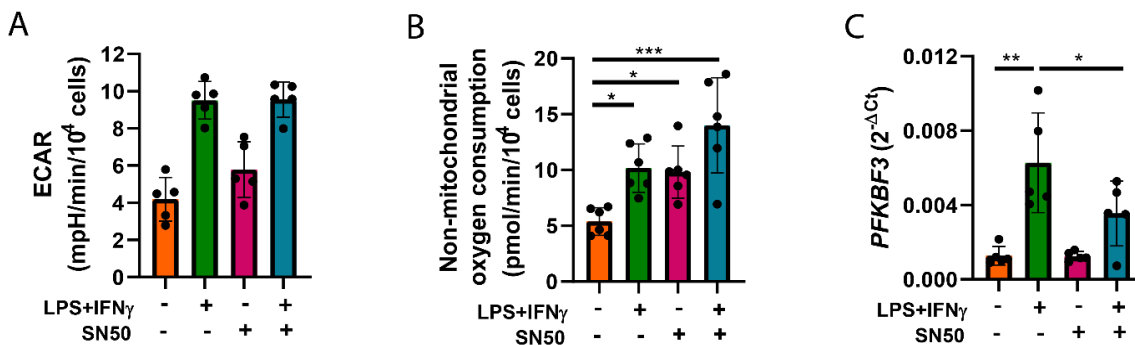 A
ECAR
(mpH/min/10⁴ cells)
12
10
8
6
4
2
0
LPS+IFNγ - + - +
SN50 - - + +
B
Non-mitochondrial
oxygen consumption
(pmol/min/10⁴ cells)
20
15
10
5
0
***
*
*
LPS+IFNγ - + - +
SN50 - - + +
C
PFKBF3 (2^-ΔCt)
0.012
0.008
0.004
0.000
** *
LPS+IFNγ - + - +
SN50 - - + +